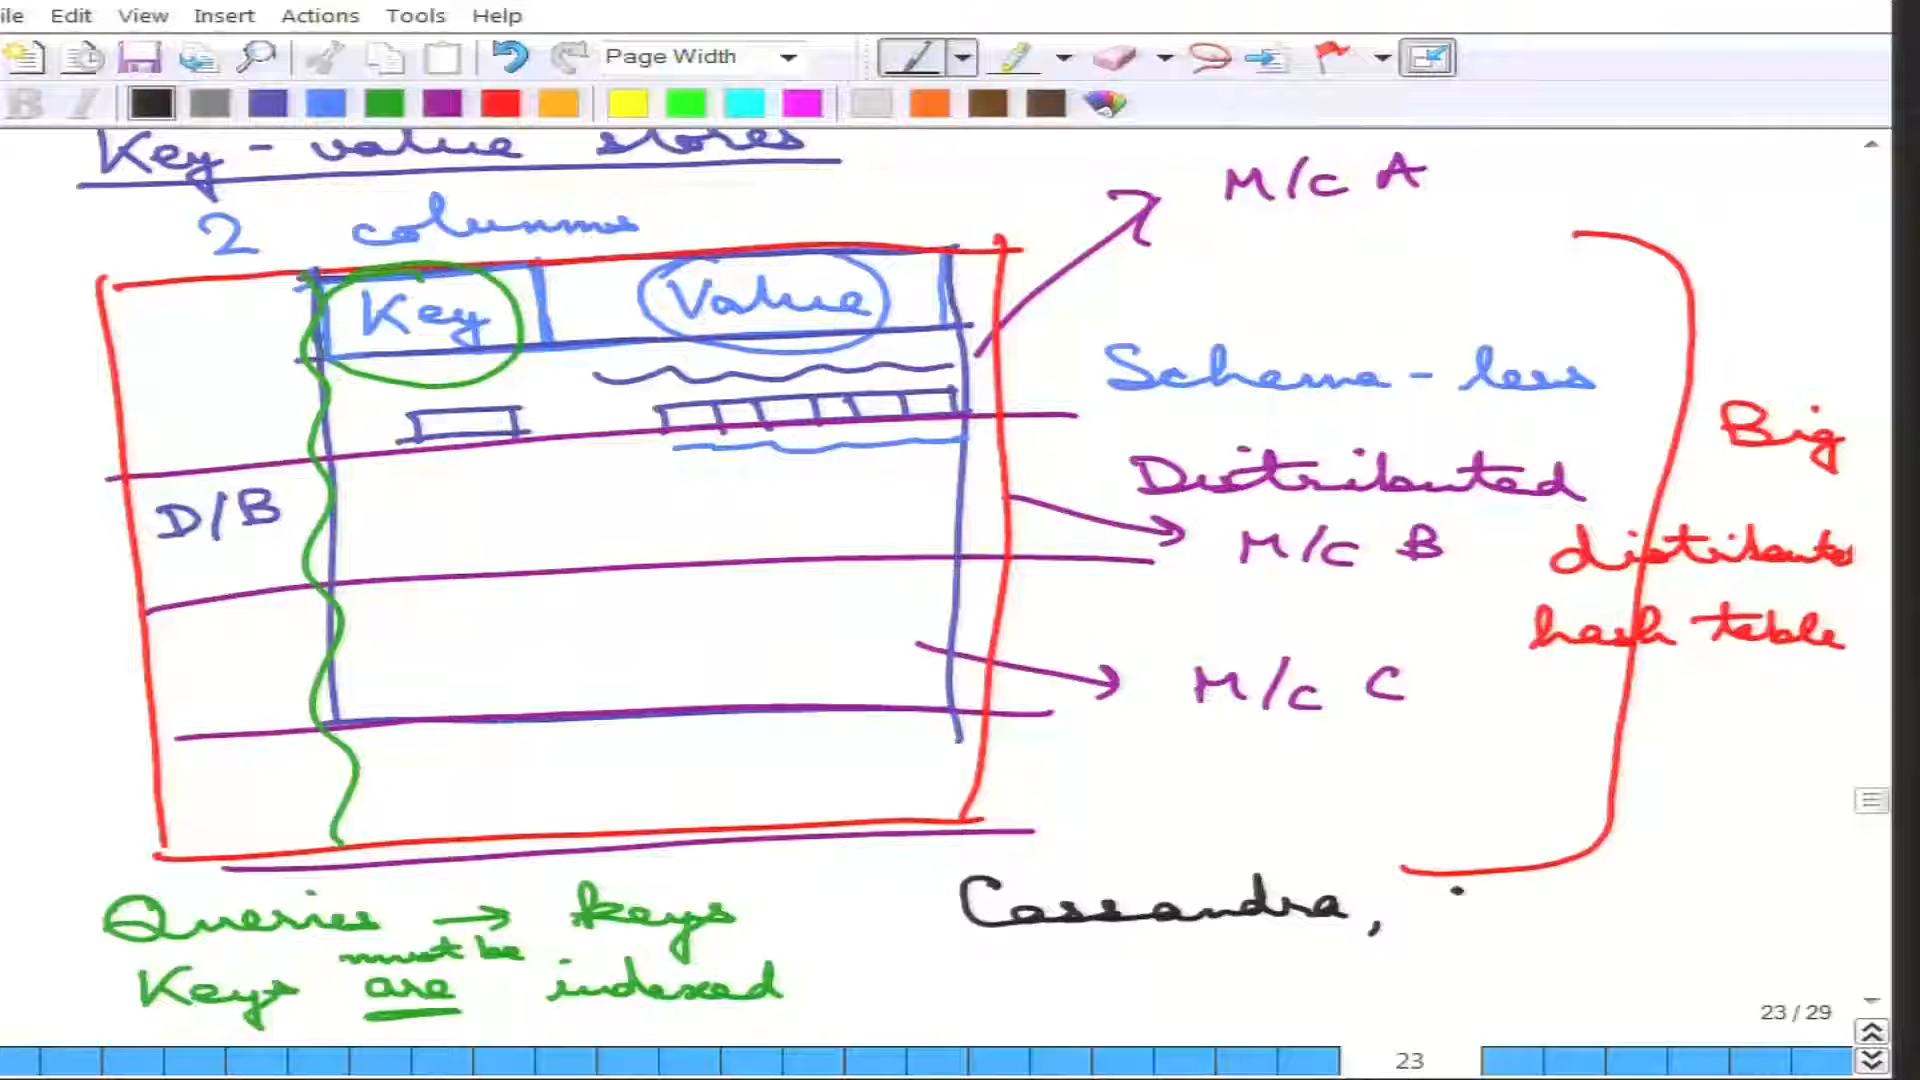 ile Edit View Insert Actions Tools Help
Page Width
B I
Key - value stores
2 columns
M/C A
Key Value
Schema-less
Big
Distributed
D/B
M/C B
distributed
hash table
M/C C
Queries → keys
must be
Keys are indexed
Cassandra,
23 / 29
23